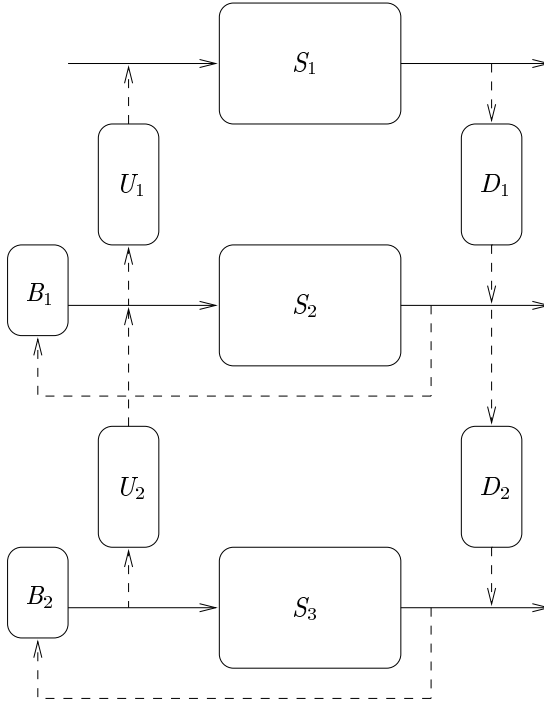 S₁
U₁ D₁
B₁ S₂
U₂ D₂
B₂ S₃